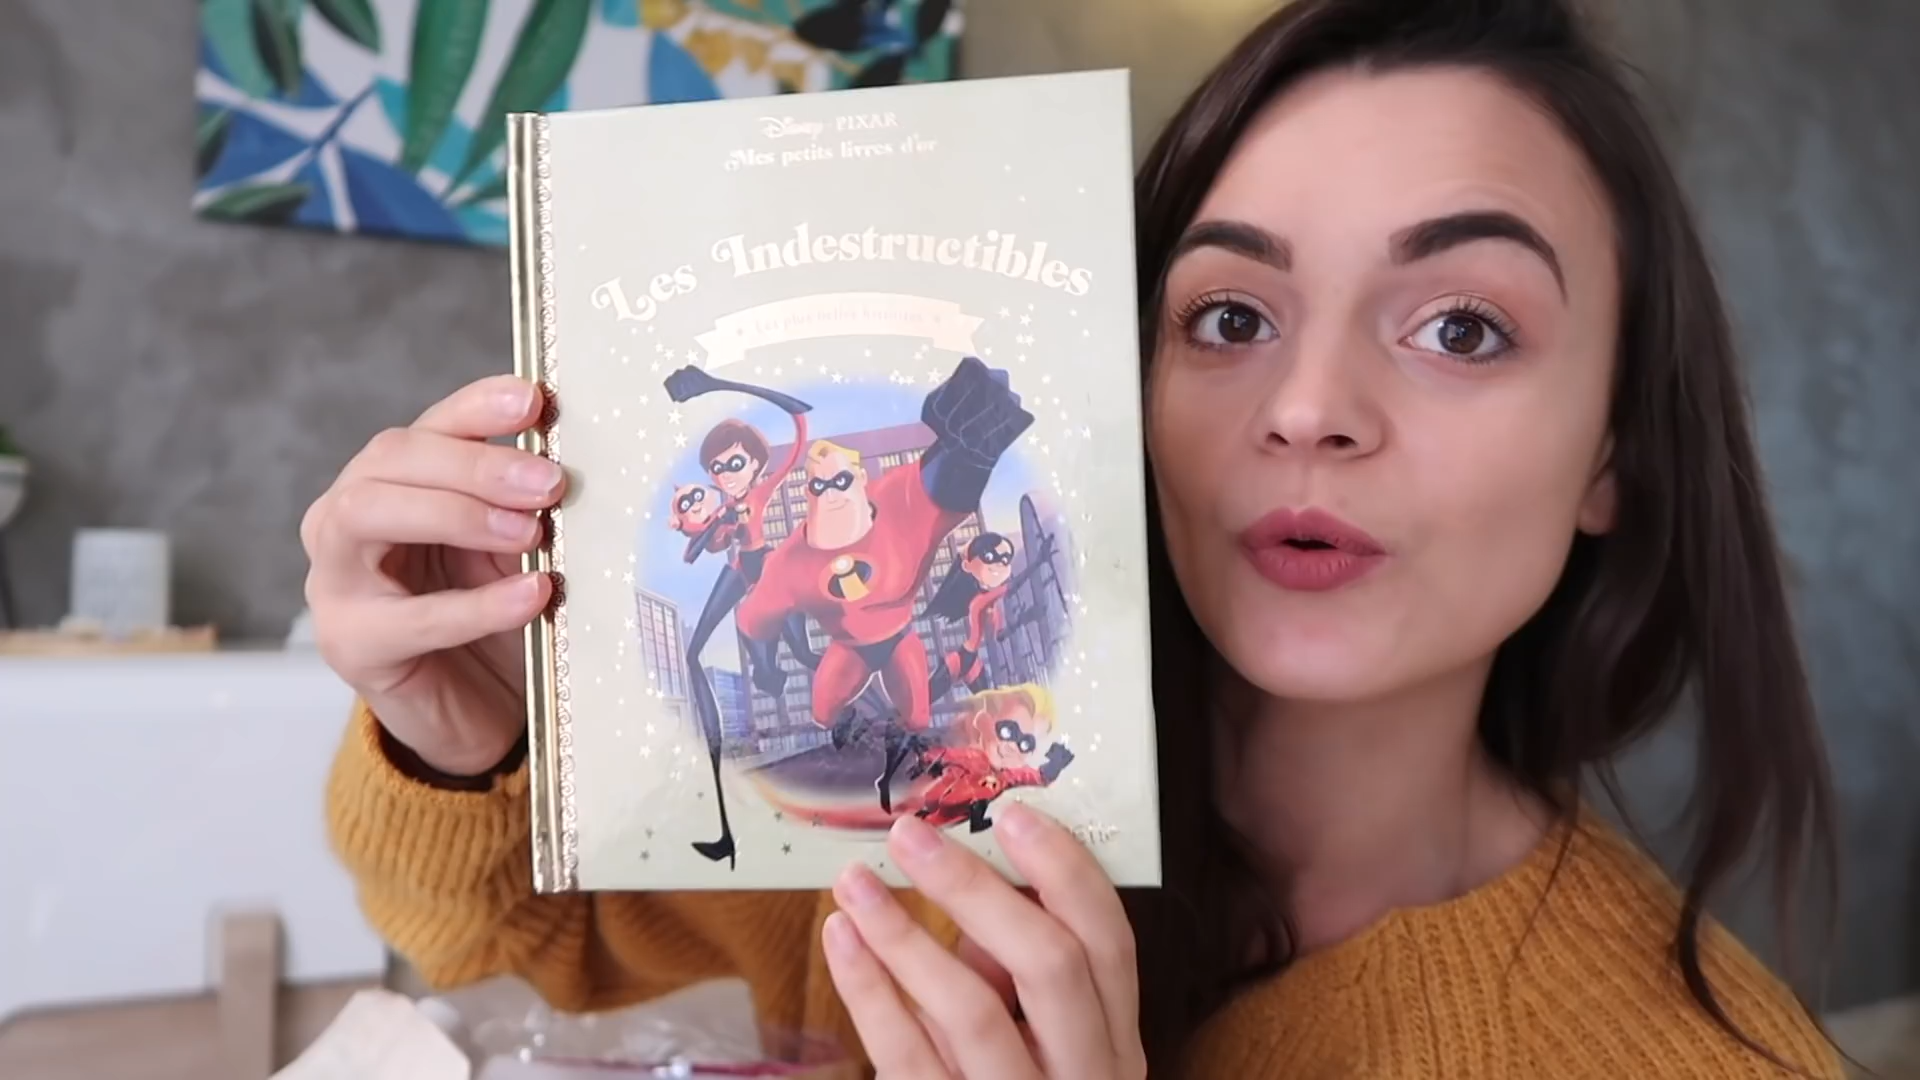 Disney PIXAR
Mes petits livres d'or
Les Indestructibles
Les plus belles histoires